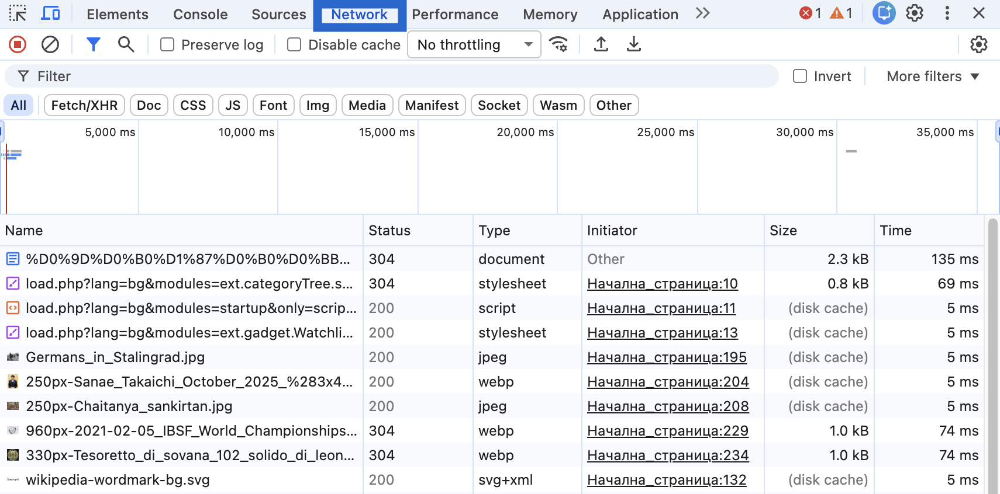 Elements Console Sources Network Performance Memory Application 1 1
Preserve log Disable cache No throttling
Filter Invert More filters
All Fetch/XHR Doc CSS JS Font Img Media Manifest Socket Wasm Other
5,000 ms 10,000 ms 15,000 ms 20,000 ms 25,000 ms 30,000 ms 35,000 ms
Name Status Type Initiator Size Time
%D0%9D%D0%B0%D1%87%D0%B0%D0%BB... 304 document Other 2.3 kB 135 ms
load.php?lang=bg&modules=ext.categoryTree.s... 304 stylesheet Начална_страница:10 0.8 kB 69 ms
load.php?lang=bg&modules=startup&only=scrip... 200 script Начална_страница:11 (disk cache) 5 ms
load.php?lang=bg&modules=ext.gadget.Watchli... 200 stylesheet Начална_страница:13 (disk cache) 5 ms
Germans_in_Stalingrad.jpg 200 jpeg Начална_страница:195 (disk cache) 5 ms
250px-Sanae_Takaichi_October_2025_%283x4... 200 webp Начална_страница:204 (disk cache) 5 ms
250px-Chaitanya_sankirtan.jpg 200 jpeg Начална_страница:208 (disk cache) 5 ms
960px-2021-02-05_IBSF_World_Championships... 304 webp Начална_страница:229 1.0 kB 74 ms
330px-Tesoretto_di_sovana_102_solido_di_leon... 304 webp Начална_страница:234 1.0 kB 74 ms
wikipedia-wordmark-bg.svg 200 svg+xml Начална_страница:132 (disk cache) 5 ms